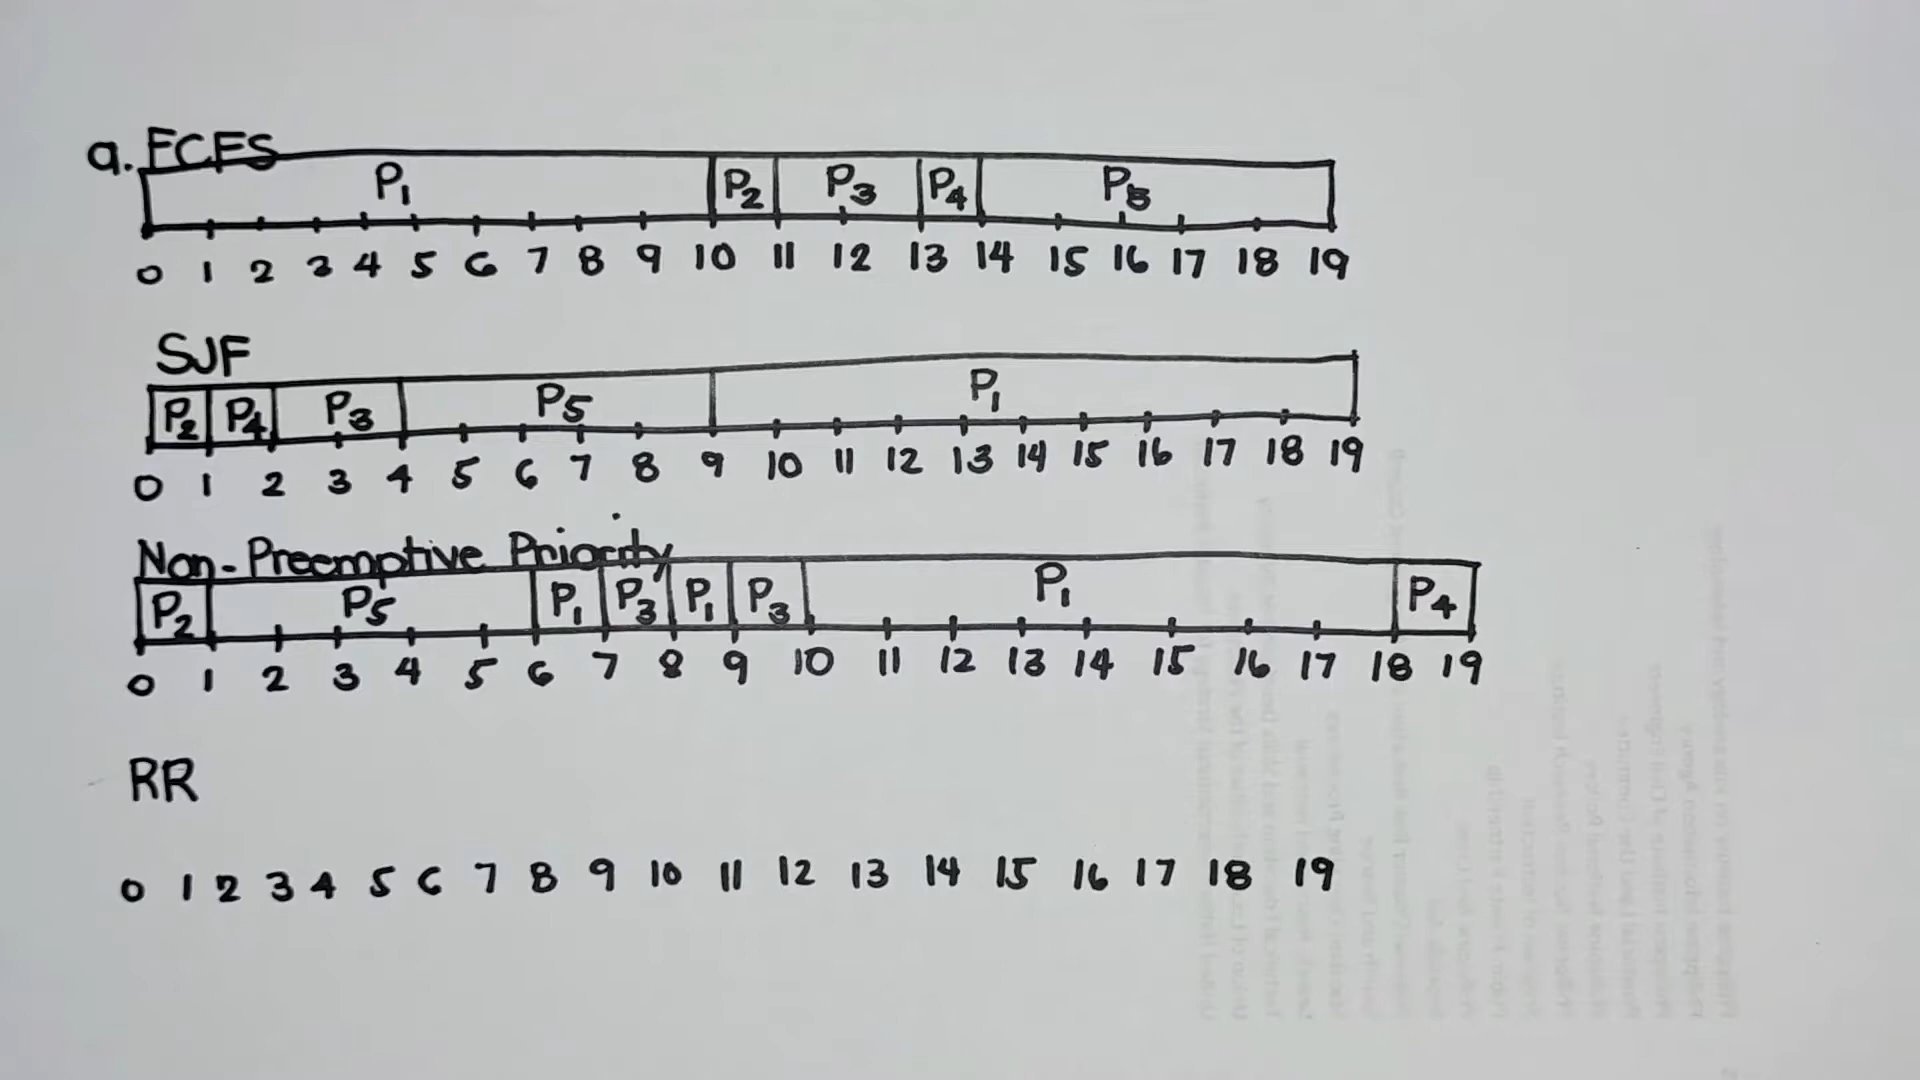 a. FCFS
P1 P2 P3 P4 P5
0 1 2 3 4 5 6 7 8 9 10 11 12 13 14 15 16 17 18 19
SJF
P2 P4 P3 P5 P1
0 1 2 3 4 5 6 7 8 9 10 11 12 13 14 15 16 17 18 19
Non-Preemptive Priority
P2 P5 P1 P3 P1 P3 P1 P4
0 1 2 3 4 5 6 7 8 9 10 11 12 13 14 15 16 17 18 19
RR
0 1 2 3 4 5 6 7 8 9 10 11 12 13 14 15 16 17 18 19